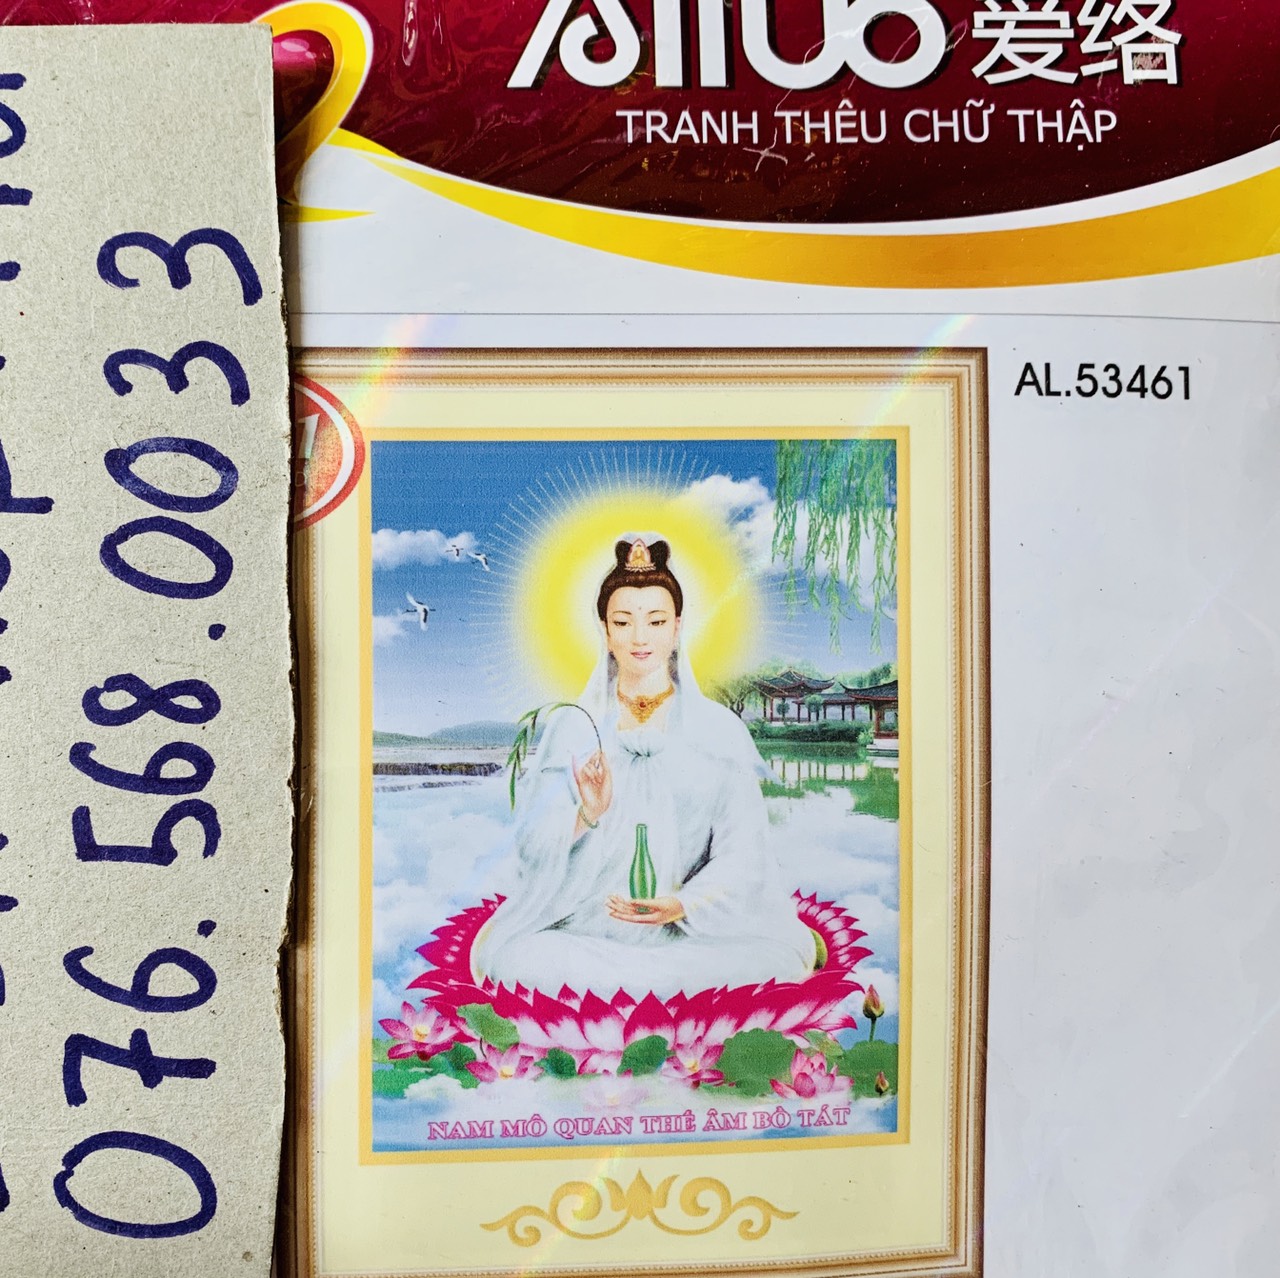 爱络
TRANH THÊU CHỮ THẬP
AL.53461
NAM MÔ QUAN THẾ ÂM BỒ TÁT
076.568.0033